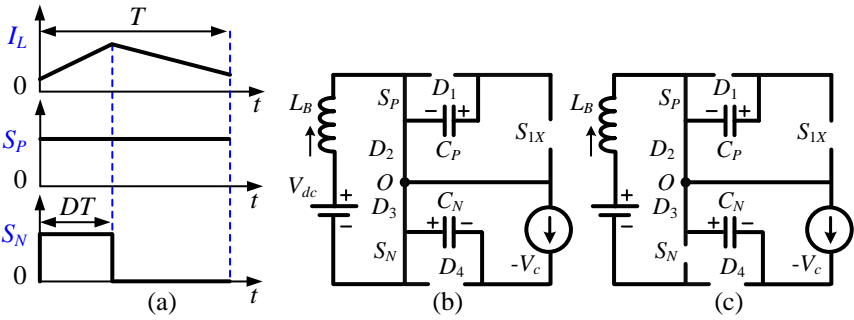 I_L
T
0
t
S_P
0
t
DT
S_N
0
t
(a)
L_B
S_P
D_1
− +
C_P
S_1X
D_2
V_dc
+
−
O
D_3
C_N
+ −
S_N
D_4
-V_c
(b)
L_B
S_P
D_1
− +
C_P
S_1X
D_2
+
−
O
D_3
C_N
+ −
S_N
D_4
-V_c
(c)